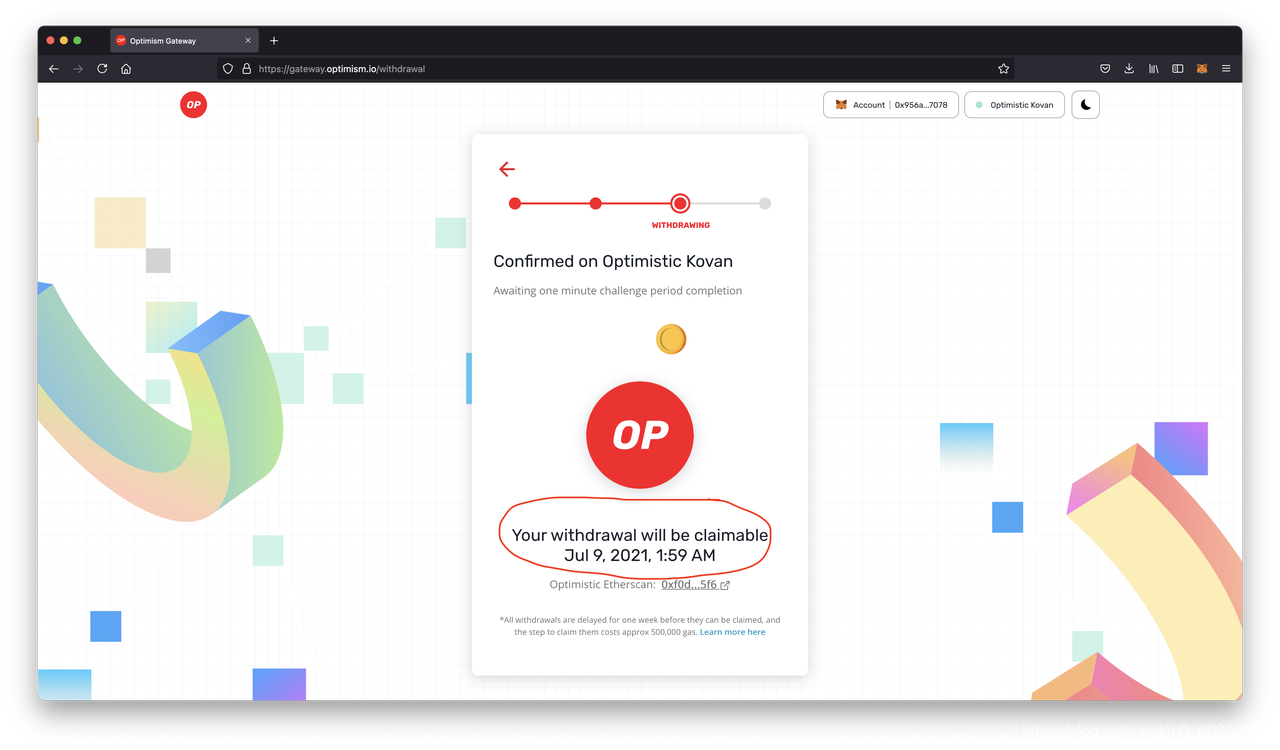 OP Optimism Gateway
https://gateway.optimism.io/withdrawal
OP
Account | 0x956a...7078
Optimistic Kovan
WITHDRAWING
Confirmed on Optimistic Kovan
Awaiting one minute challenge period completion
OP
Your withdrawal will be claimable
Jul 9, 2021, 1:59 AM
Optimistic Etherscan: 0xf0d...5f6
*All withdrawals are delayed for one week before they can be claimed, and
the step to claim them costs approx 500,000 gas. Learn more here